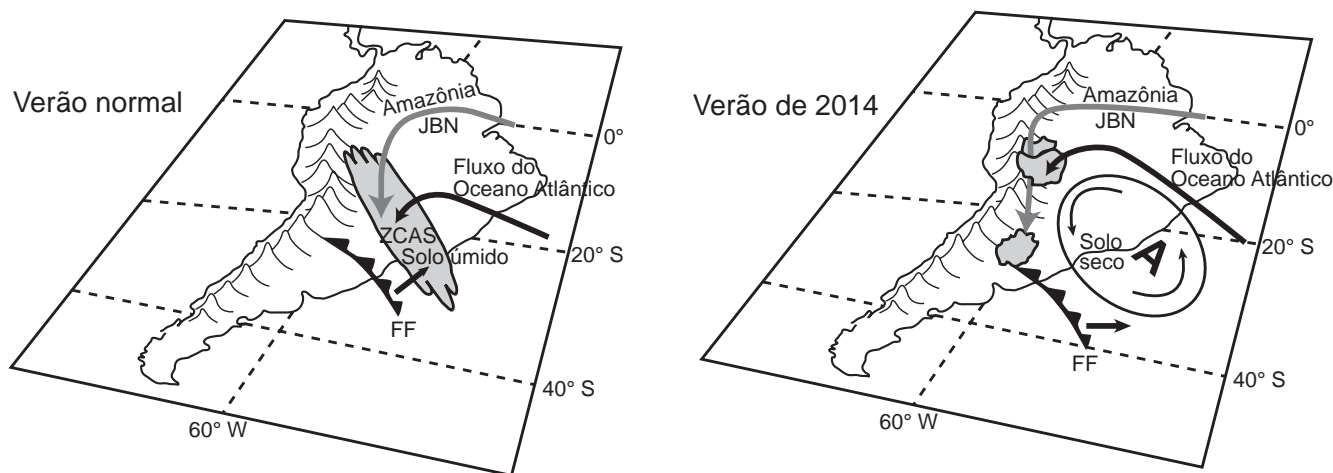 Verão normal
Amazônia
JBN
0°
Fluxo do
Oceano Atlântico
ZCAS
Solo úmido
20° S
FF
40° S
60° W
Verão de 2014
Amazônia
JBN
0°
Fluxo do
Oceano Atlântico
Solo
seco
A
20° S
FF
40° S
60° W